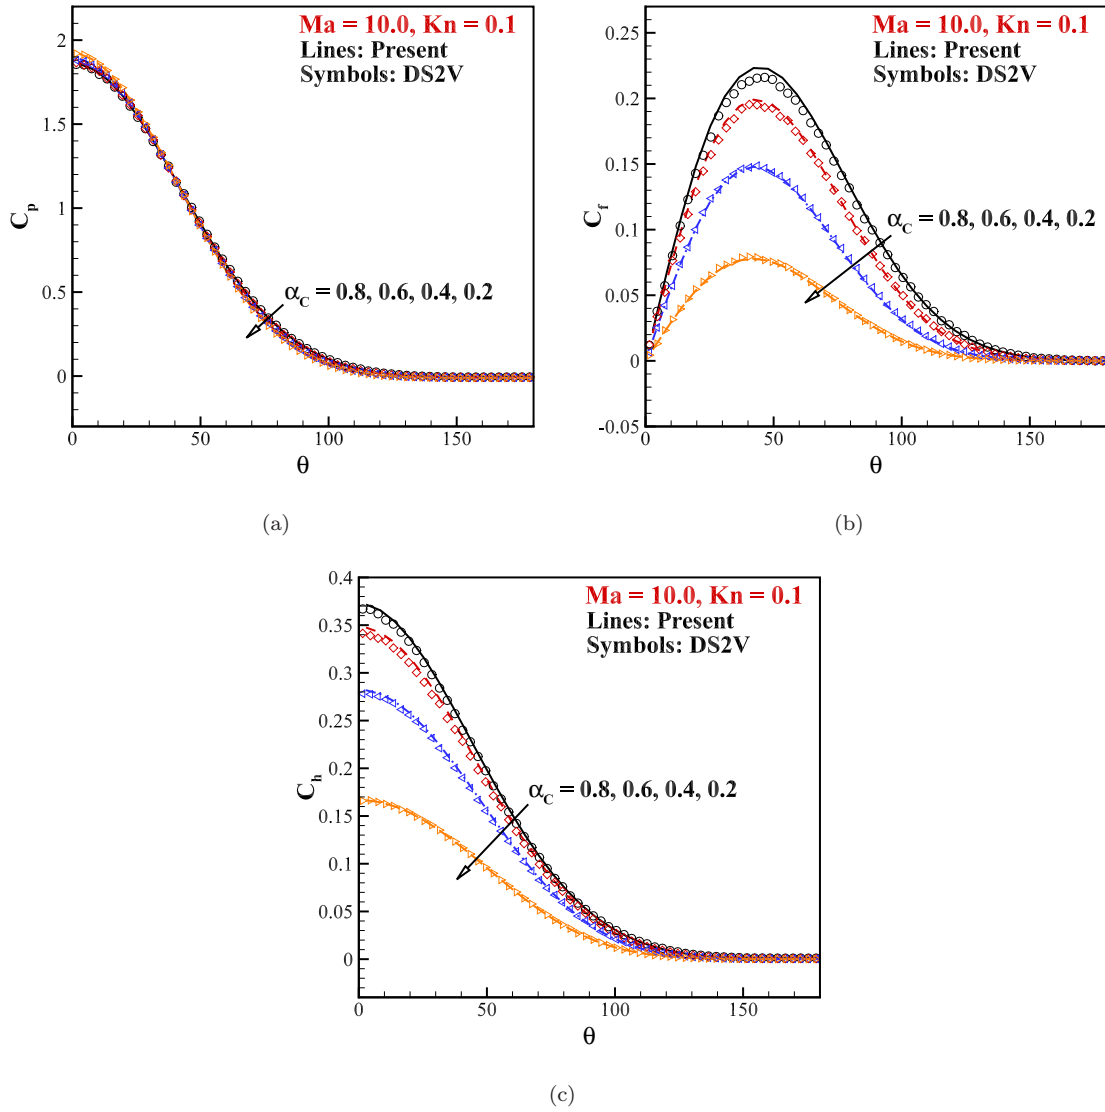 Ma = 10.0, Kn = 0.1
Lines: Present
Symbols: DS2V
2
1.5
1
0.5
0
C_p
α_C = 0.8, 0.6, 0.4, 0.2
0 50 100 150
θ
(a)
Ma = 10.0, Kn = 0.1
Lines: Present
Symbols: DS2V
0.25
0.2
0.15
0.1
0.05
0
-0.05
C_f
α_C = 0.8, 0.6, 0.4, 0.2
0 50 100 150
θ
(b)
Ma = 10.0, Kn = 0.1
Lines: Present
Symbols: DS2V
0.4
0.35
0.3
0.25
0.2
0.15
0.1
0.05
0
C_h
α_C = 0.8, 0.6, 0.4, 0.2
0 50 100 150
θ
(c)